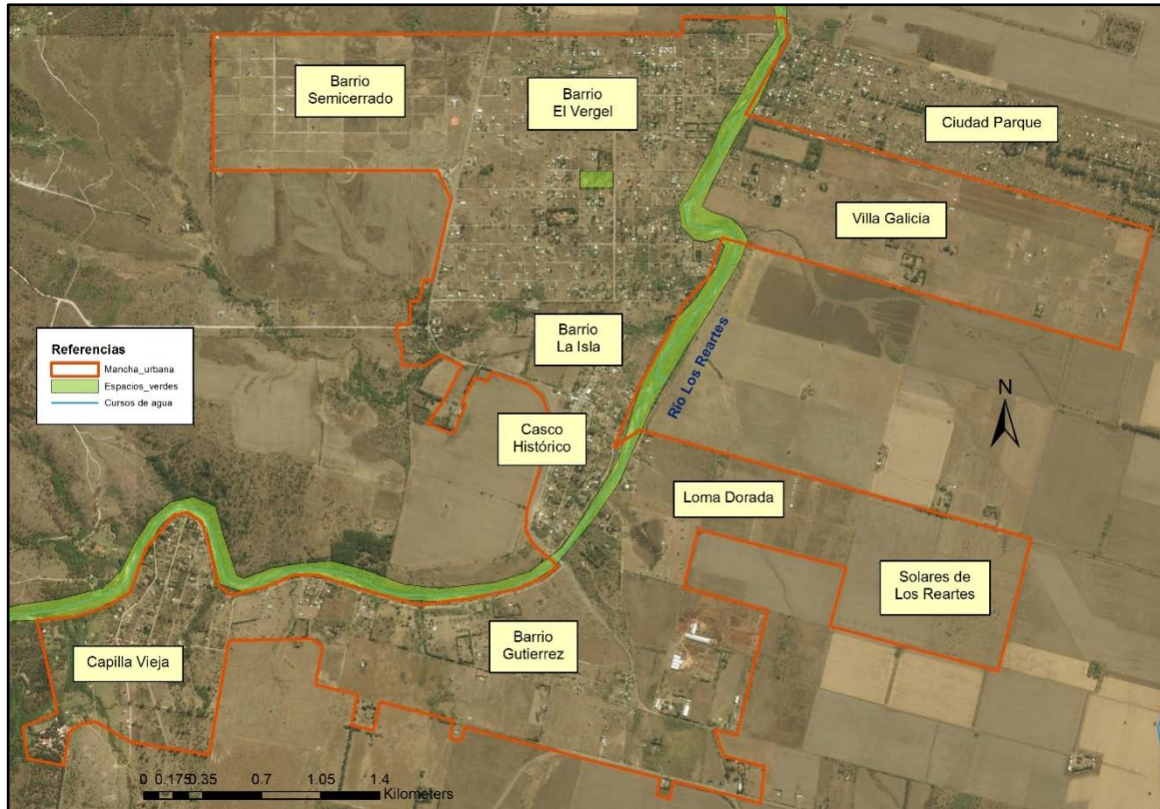 Barrio
Semicerrado
Barrio
El Vergel
Ciudad Parque
Villa Galicia
Barrio
La Isla
Río Los Reartes
N
Referencias
Mancha_urbana
Espacios_verdes
Cursos de agua
Casco
Histórico
Loma Dorada
Solares de
Los Reartes
Barrio
Gutierrez
Capilla Vieja
0 0.175 0.35 0.7 1.05 1.4
Kilometers